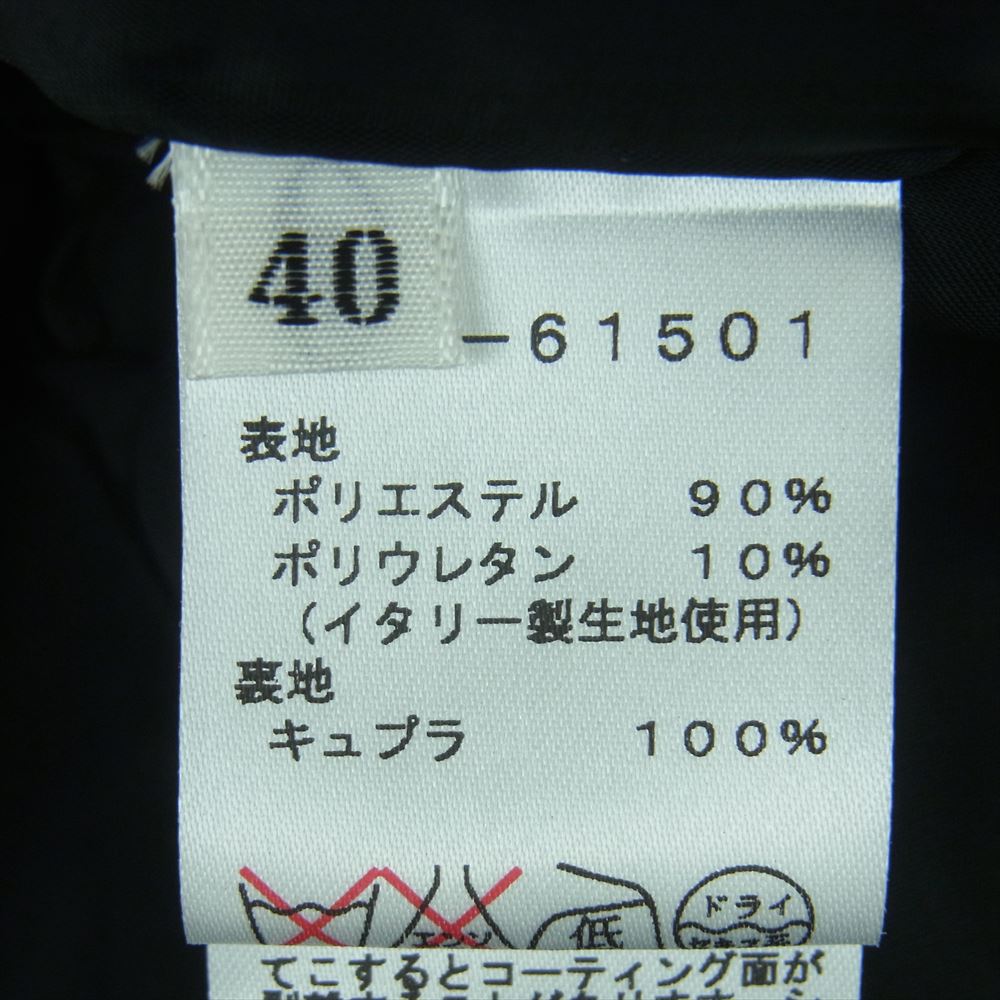 40
-61501
表地
ポリエステル 90%
ポリウレタン 10%
(イタリー製生地使用)
裏地
キュプラ 100%
低
ドライ
てこするとコーティング面が